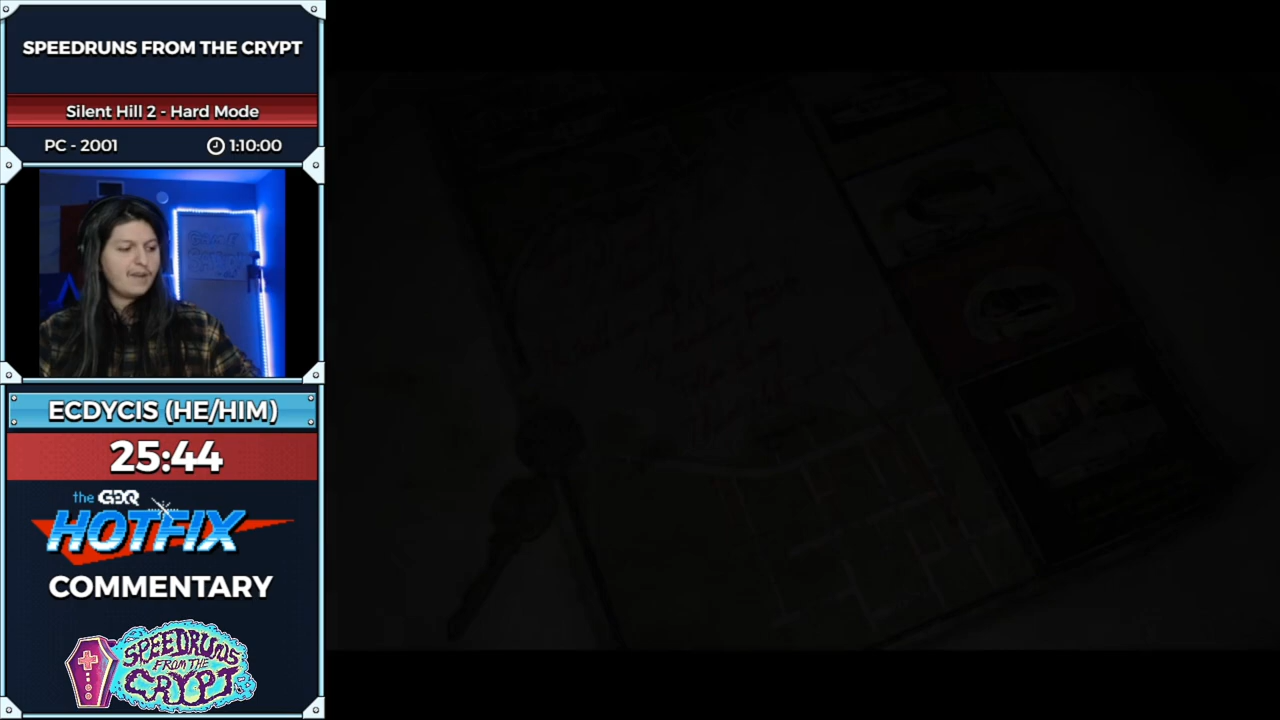 SPEEDRUNS FROM THE CRYPT
Silent Hill 2 - Hard Mode
PC - 2001 1:10:00
GAME
ECDYCIS (HE/HIM)
25:44
the GDQ
HOTFIX
COMMENTARY
SPEEDRUNS
FROM THE
CRYPT